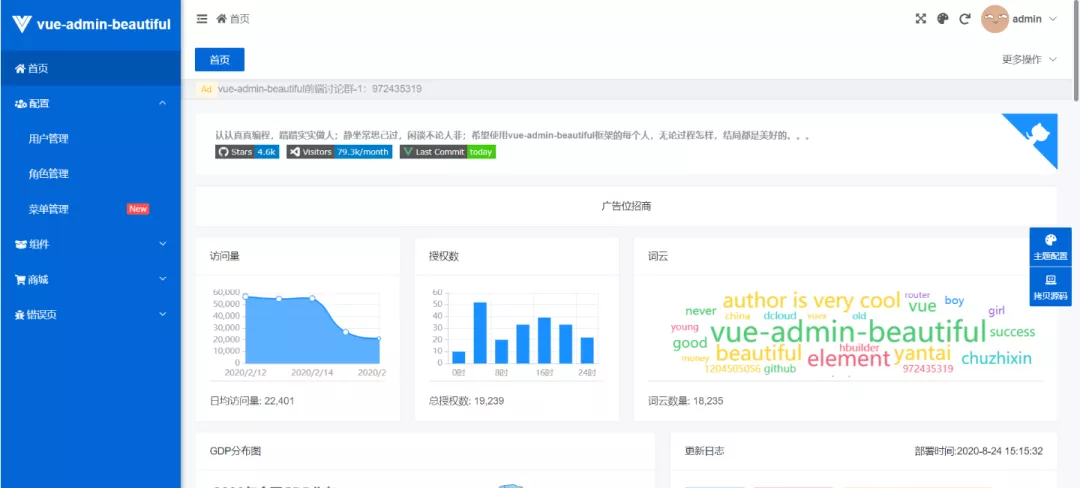 vue-admin-beautiful
首页
admin
首页
首页
更多操作
Ad vue-admin-beautiful前端讨论群-1：972435319
配置
用户管理
角色管理
菜单管理 New
组件
商城
错误页
认认真真编程，踏踏实实做人；静坐常思己过，闲谈不论人非；希望使用vue-admin-beautiful框架的每个人，无论过程怎样，结局都是美好的。。。
Stars 4.6k Visitors 79.3k/month Last Commit today
广告位招商
主题配置
拷贝源码
访问量
60,000
50,000
40,000
30,000
20,000
10,000
0
2020/2/12 2020/2/14 2020/2
日均访问量: 22,401
授权数
60
50
40
30
20
10
0
0时 8时 16时 24时
总授权数: 19,239
词云
author is very cool router boy
never china dcloud old vue girl
young vue-admin-beautiful success
good hbuilder
money beautiful element yantai chuzhixin
1204505056 github 972435319
词云数量: 18,235
GDP分布图
更新日志 部署时间:2020-8-24 15:15:32